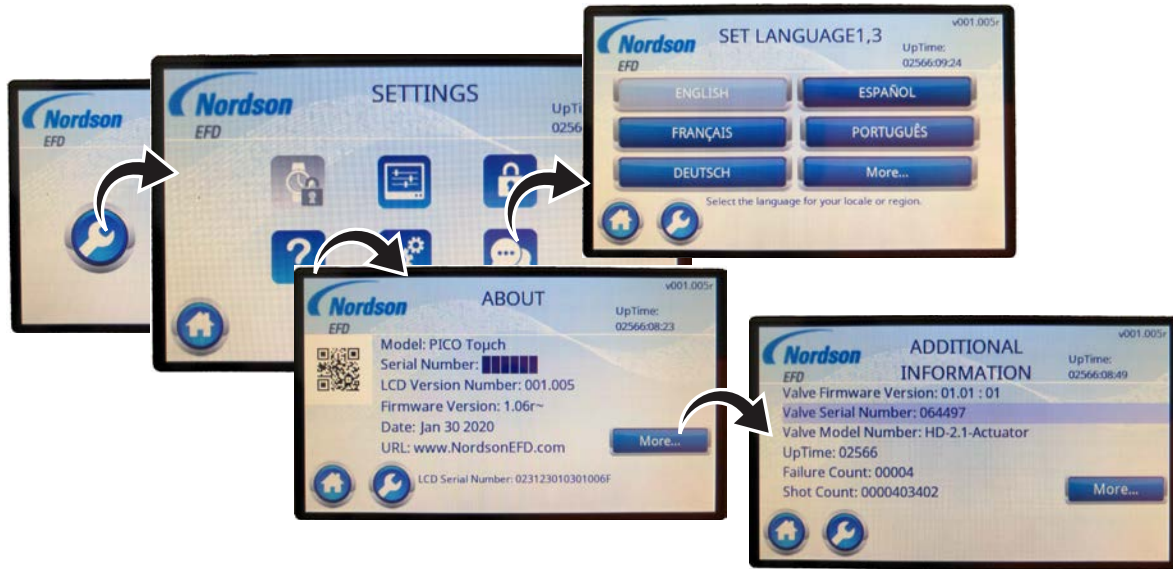 Nordson
EFD
Nordson
EFD
SETTINGS
UpTi
0256
?
Nordson
EFD
SET LANGUAGE1,3
v001.005r
UpTime:
02566:09:24
ENGLISH
ESPAÑOL
FRANÇAIS
PORTUGUÊS
DEUTSCH
More...
Select the language for your locale or region.
Nordson
EFD
ABOUT
v001.005r
UpTime:
02566:08:23
Model: PICO Touch
Serial Number:
LCD Version Number: 001.005
Firmware Version: 1.06r~
Date: Jan 30 2020
URL: www.NordsonEFD.com
More...
LCD Serial Number: 023123010301006F
Nordson
EFD
ADDITIONAL
INFORMATION
v001.005r
UpTime:
02566:08:49
Valve Firmware Version: 01.01 : 01
Valve Serial Number: 064497
Valve Model Number: HD-2.1-Actuator
UpTime: 02566
Failure Count: 00004
Shot Count: 0000403402
More...